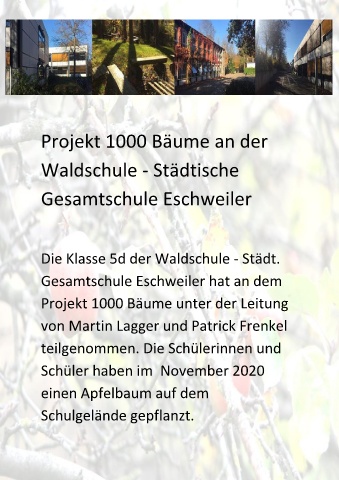 Projekt 1000 Bäume an der
Waldschule - Städtische
Gesamtschule Eschweiler
Die Klasse 5d der Waldschule - Städt.
Gesamtschule Eschweiler hat an dem
Projekt 1000 Bäume unter der Leitung
von Martin Lagger und Patrick Frenkel
teilgenommen. Die Schülerinnen und
Schüler haben im  November 2020
einen Apfelbaum auf dem
Schulgelände gepflanzt.